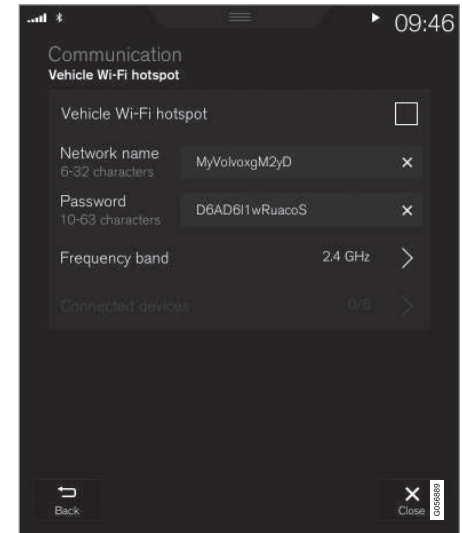 09:46
Communication
Vehicle Wi-Fi hotspot
Vehicle Wi-Fi hotspot
Network name
6-32 characters
MyVolvoxgM2yD
Password
10-63 characters
D6AD6l1wRuacoS
Frequency band
2.4 GHz
Connected devices
0/8
Back
Close
G056889